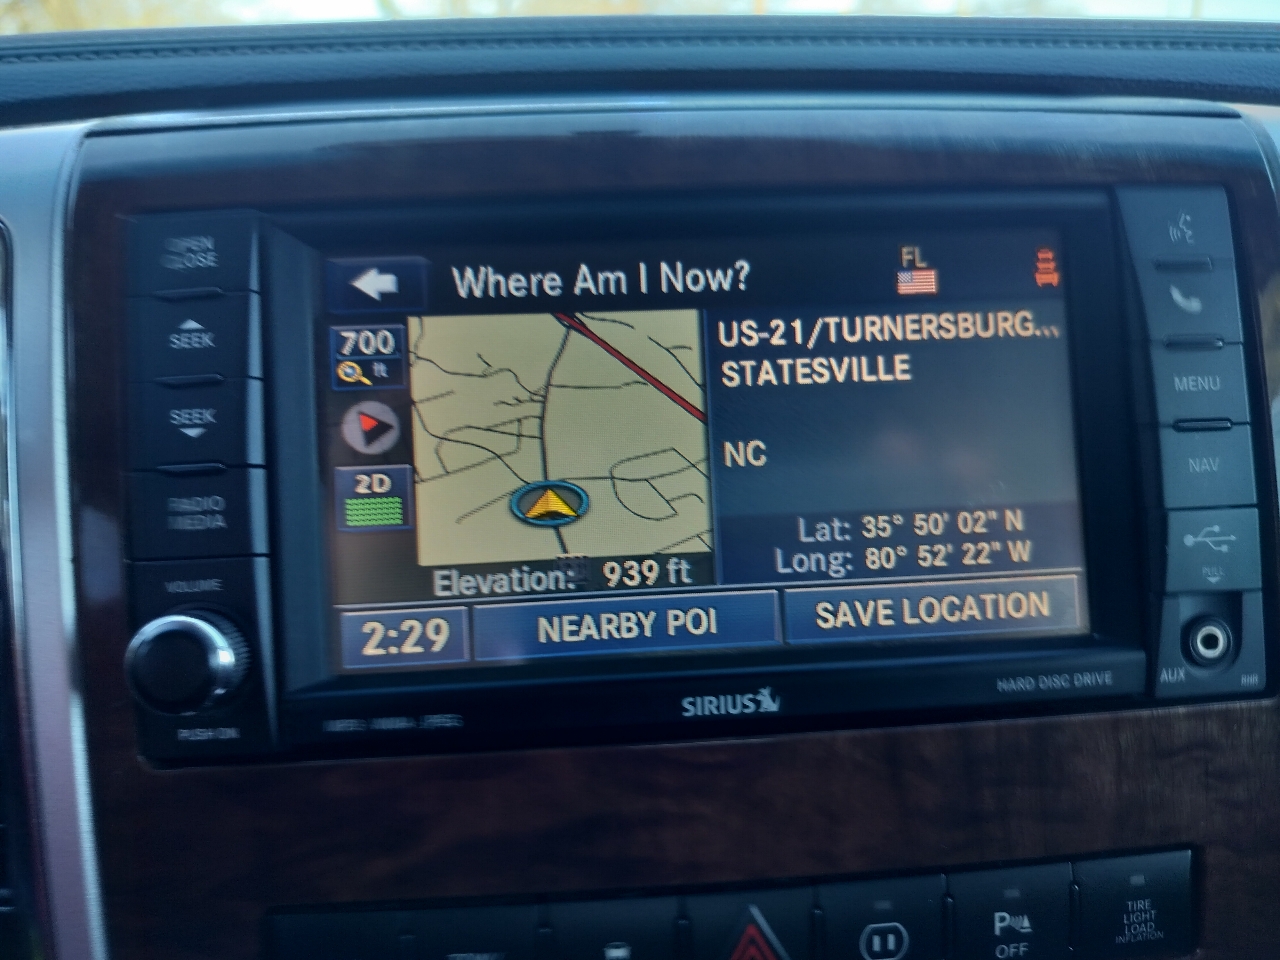 OPEN
CLOSE
SEEK
SEEK
RADIO
MEDIA
VOLUME
PUSH ON
Where Am I Now?
FL
700
ft
2D
US-21/TURNERSBURG...
STATESVILLE
NC
Lat: 35° 50' 02" N
Long: 80° 52' 22" W
Elevation: 939 ft
2:29
NEARBY POI
SAVE LOCATION
SIRIUS
HARD DISC DRIVE
MENU
NAV
PULL
AUX
RHR
P
OFF
TIRE
LIGHT
LOAD
INFLATION